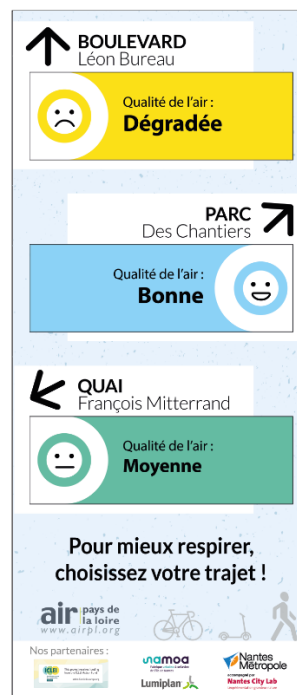 BOULEVARD
Léon Bureau
Qualité de l'air :
Dégradée
PARC
Des Chantiers
Qualité de l'air :
Bonne
QUAI
François Mitterrand
Qualité de l'air :
Moyenne
Pour mieux respirer,
choisissez votre trajet !
air pays de
la loire
www.airpl.org
Nos partenaires :
namoa
Lumiplan
Nantes
Métropole
Nantes City Lab